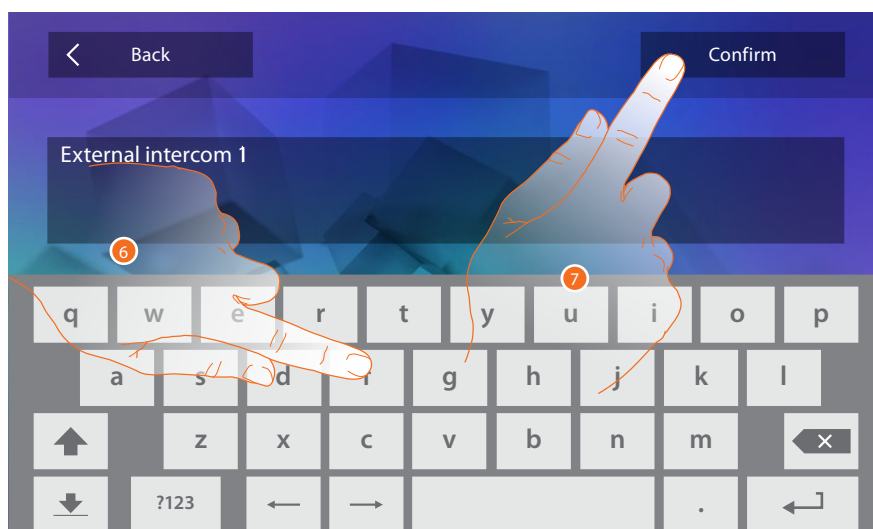 Back
Confirm
External intercom 1
6
7
q w e r t y u i o p
a s d f g h j k l
z x c v b n m
?123 .